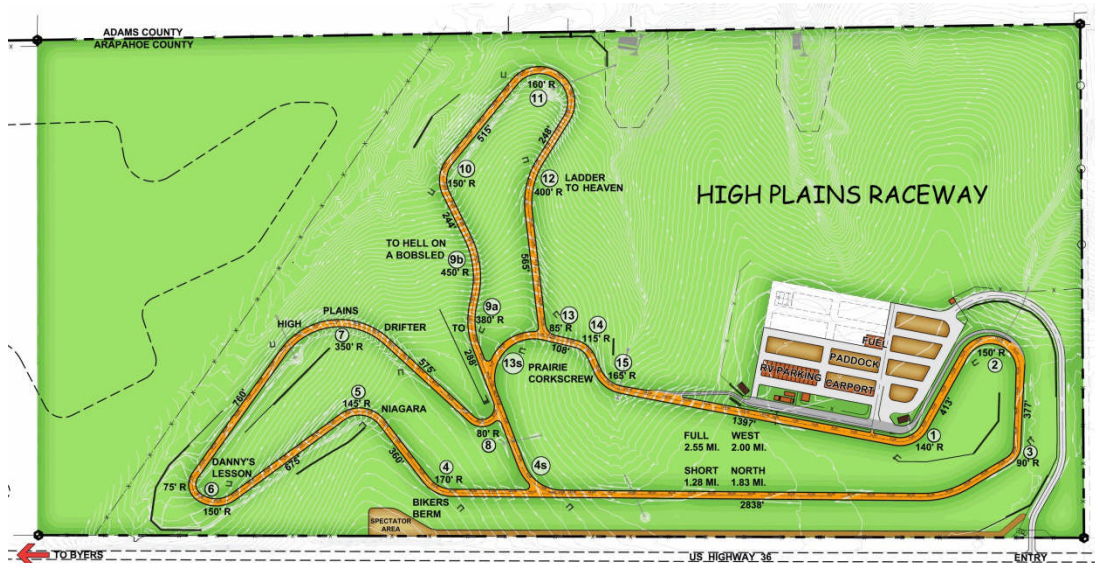 ADAMS COUNTY
ARAPAHOE COUNTY
160' R
11
515'
248'
10
150' R
12
400' R
LADDER
TO HEAVEN
HIGH PLAINS RACEWAY
244'
TO HELL ON
A BOBSLED
9b
450' R
565'
9a
380' R
13
85' R
14
115' R
108'
15
165' R
13s
PRAIRIE
CORKSCREW
TO
288'
HIGH PLAINS DRIFTER
7
350' R
575'
760'
5
145' R
NIAGARA
80' R
8
FUEL
PADDOCK
RV PARKING
CARPORT
150' R
2
413'
377'
1397'
1
140' R
3
90' R
FULL WEST
2.55 MI. 2.00 MI.
SHORT NORTH
1.28 MI. 1.83 MI.
DANNY'S
LESSON
675'
360'
4
170' R
4s
75' R
6
150' R
BIKERS
BERM
2838'
SPECTATOR
AREA
TO BYERS
US HIGHWAY 36
ENTRY